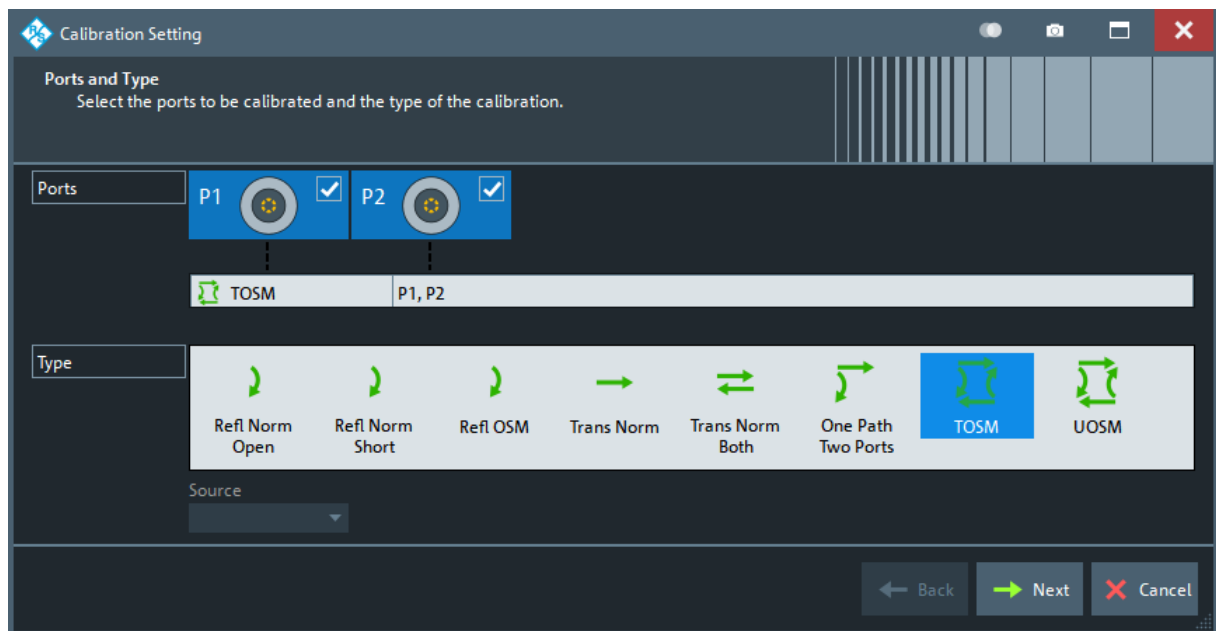 R&S
Calibration Setting
Ports and Type
Select the ports to be calibrated and the type of the calibration.
Ports
P1
P2
TOSM
P1, P2
Type
Refl Norm
Open
Refl Norm
Short
Refl OSM
Trans Norm
Trans Norm
Both
One Path
Two Ports
TOSM
UOSM
Source
Back
Next
Cancel